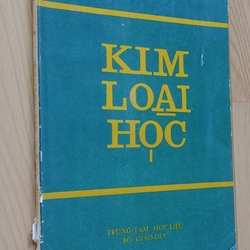 KIM
LOẠI
HỌC
TRUNG-TÂM HỌC-LIỆU
BỘ GIÁO-DỤC